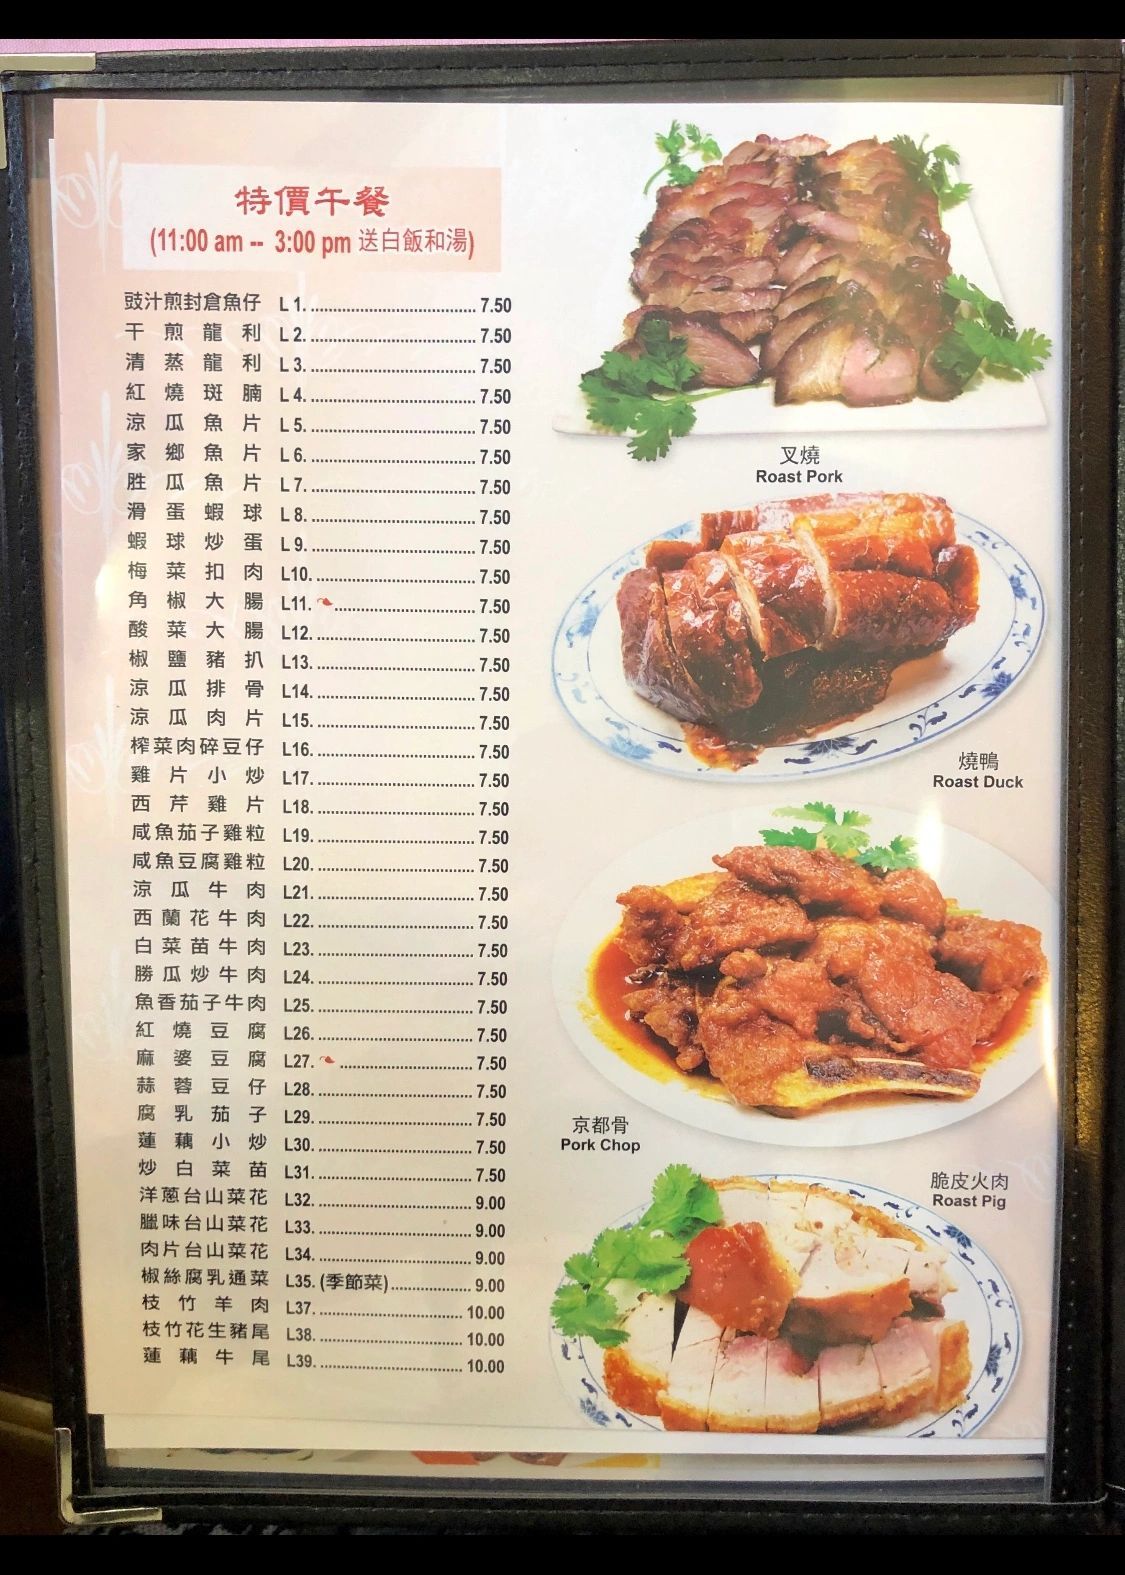 特價午餐
(11:00 am -- 3:00 pm 送白飯和湯)
豉汁煎封倉魚仔 L 1. 7.50
干煎龍利 L 2. 7.50
清蒸龍利 L 3. 7.50
紅燒斑腩 L 4. 7.50
涼瓜魚片 L 5. 7.50
家鄉魚片 L 6. 7.50
胜瓜魚片 L 7. 7.50
滑蛋蝦球 L 8. 7.50
蝦球炒蛋 L 9. 7.50
梅菜扣肉 L10. 7.50
角椒大腸 L11. 7.50
酸菜大腸 L12. 7.50
椒鹽豬扒 L13. 7.50
涼瓜排骨 L14. 7.50
涼瓜肉片 L15. 7.50
榨菜肉碎豆仔 L16. 7.50
雞片小炒 L17. 7.50
西芹雞片 L18. 7.50
咸魚茄子雞粒 L19. 7.50
咸魚豆腐雞粒 L20. 7.50
涼瓜牛肉 L21. 7.50
西蘭花牛肉 L22. 7.50
白菜苗牛肉 L23. 7.50
勝瓜炒牛肉 L24. 7.50
魚香茄子牛肉 L25. 7.50
紅燒豆腐 L26. 7.50
麻婆豆腐 L27. 7.50
蒜蓉豆仔 L28. 7.50
腐乳茄子 L29. 7.50
蓮藕小炒 L30. 7.50
炒白菜苗 L31. 7.50
洋蔥台山菜花 L32. 9.00
臘味台山菜花 L33. 9.00
肉片台山菜花 L34. 9.00
椒絲腐乳通菜 L35. (季節菜) 9.00
枝竹羊肉 L37. 10.00
枝竹花生豬尾 L38. 10.00
蓮藕牛尾 L39. 10.00
叉燒
Roast Pork
燒鴨
Roast Duck
京都骨
Pork Chop
脆皮火肉
Roast Pig